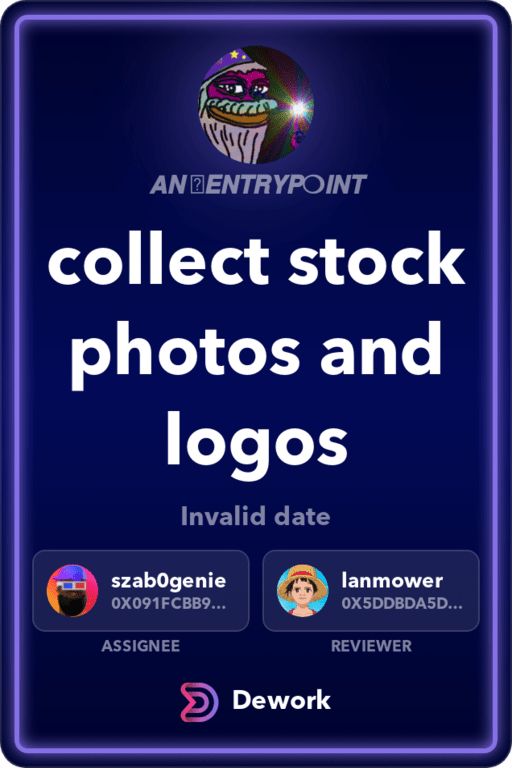 AN ENTRYPOINT
collect stock
photos and
logos
Invalid date
szab0genie
0X091FCBB9...
lanmower
0X5DDBDA5D...
ASSIGNEE
REVIEWER
Dework